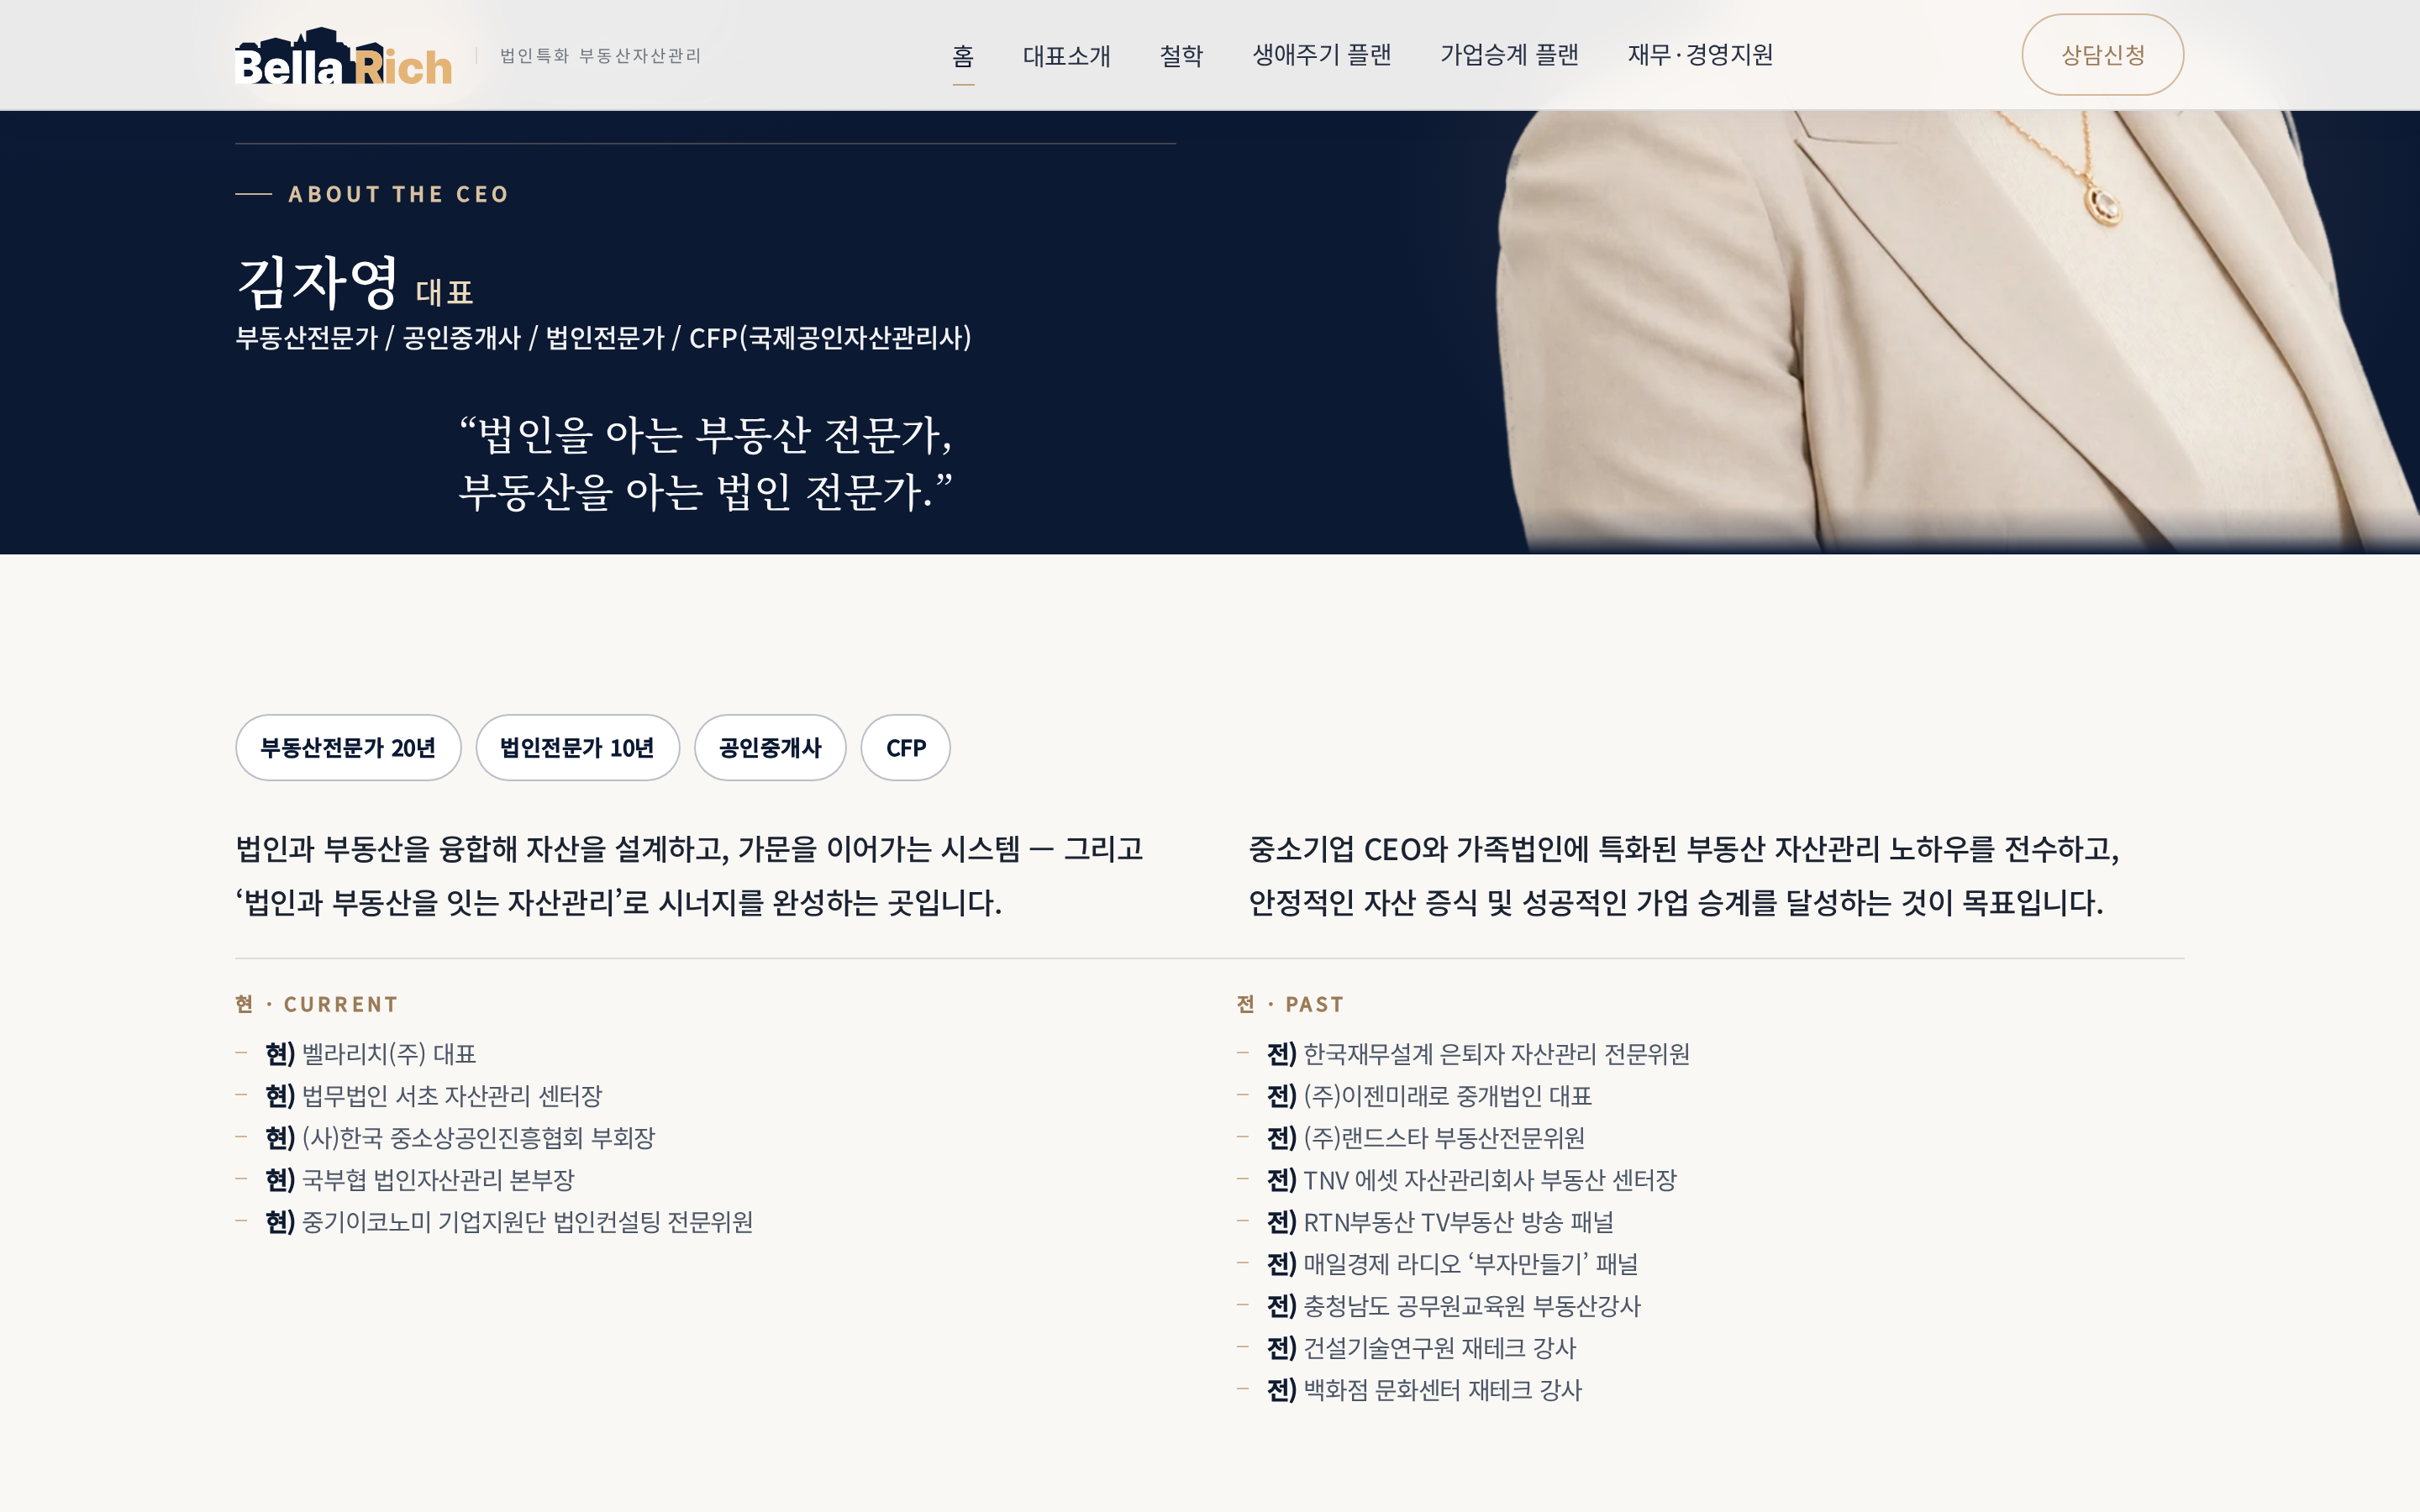 Bella Rich
법인특화 부동산자산관리
홈
대표소개
철학
생애주기 플랜
가업승계 플랜
재무·경영지원
상담신청
ABOUT THE CEO
김자영 대표
부동산전문가 / 공인중개사 / 법인전문가 / CFP(국제공인자산관리사)
“법인을 아는 부동산 전문가,
부동산을 아는 법인 전문가.”
부동산전문가 20년
법인전문가 10년
공인중개사
CFP
법인과 부동산을 융합해 자산을 설계하고, 가문을 이어가는 시스템 — 그리고
‘법인과 부동산을 잇는 자산관리’로 시너지를 완성하는 곳입니다.
중소기업 CEO와 가족법인에 특화된 부동산 자산관리 노하우를 전수하고,
안정적인 자산 증식 및 성공적인 가업 승계를 달성하는 것이 목표입니다.
현 · CURRENT
– 현) 벨라리치(주) 대표
– 현) 법무법인 서초 자산관리 센터장
– 현) (사)한국 중소상공인진흥협회 부회장
– 현) 국부협 법인자산관리 본부장
– 현) 중기이코노미 기업지원단 법인컨설팅 전문위원
전 · PAST
– 전) 한국재무설계 은퇴자 자산관리 전문위원
– 전) (주)이젠미래로 중개법인 대표
– 전) (주)랜드스타 부동산전문위원
– 전) TNV 에셋 자산관리회사 부동산 센터장
– 전) RTN부동산 TV부동산 방송 패널
– 전) 매일경제 라디오 ‘부자만들기’ 패널
– 전) 충청남도 공무원교육원 부동산강사
– 전) 건설기술연구원 재테크 강사
– 전) 백화점 문화센터 재테크 강사